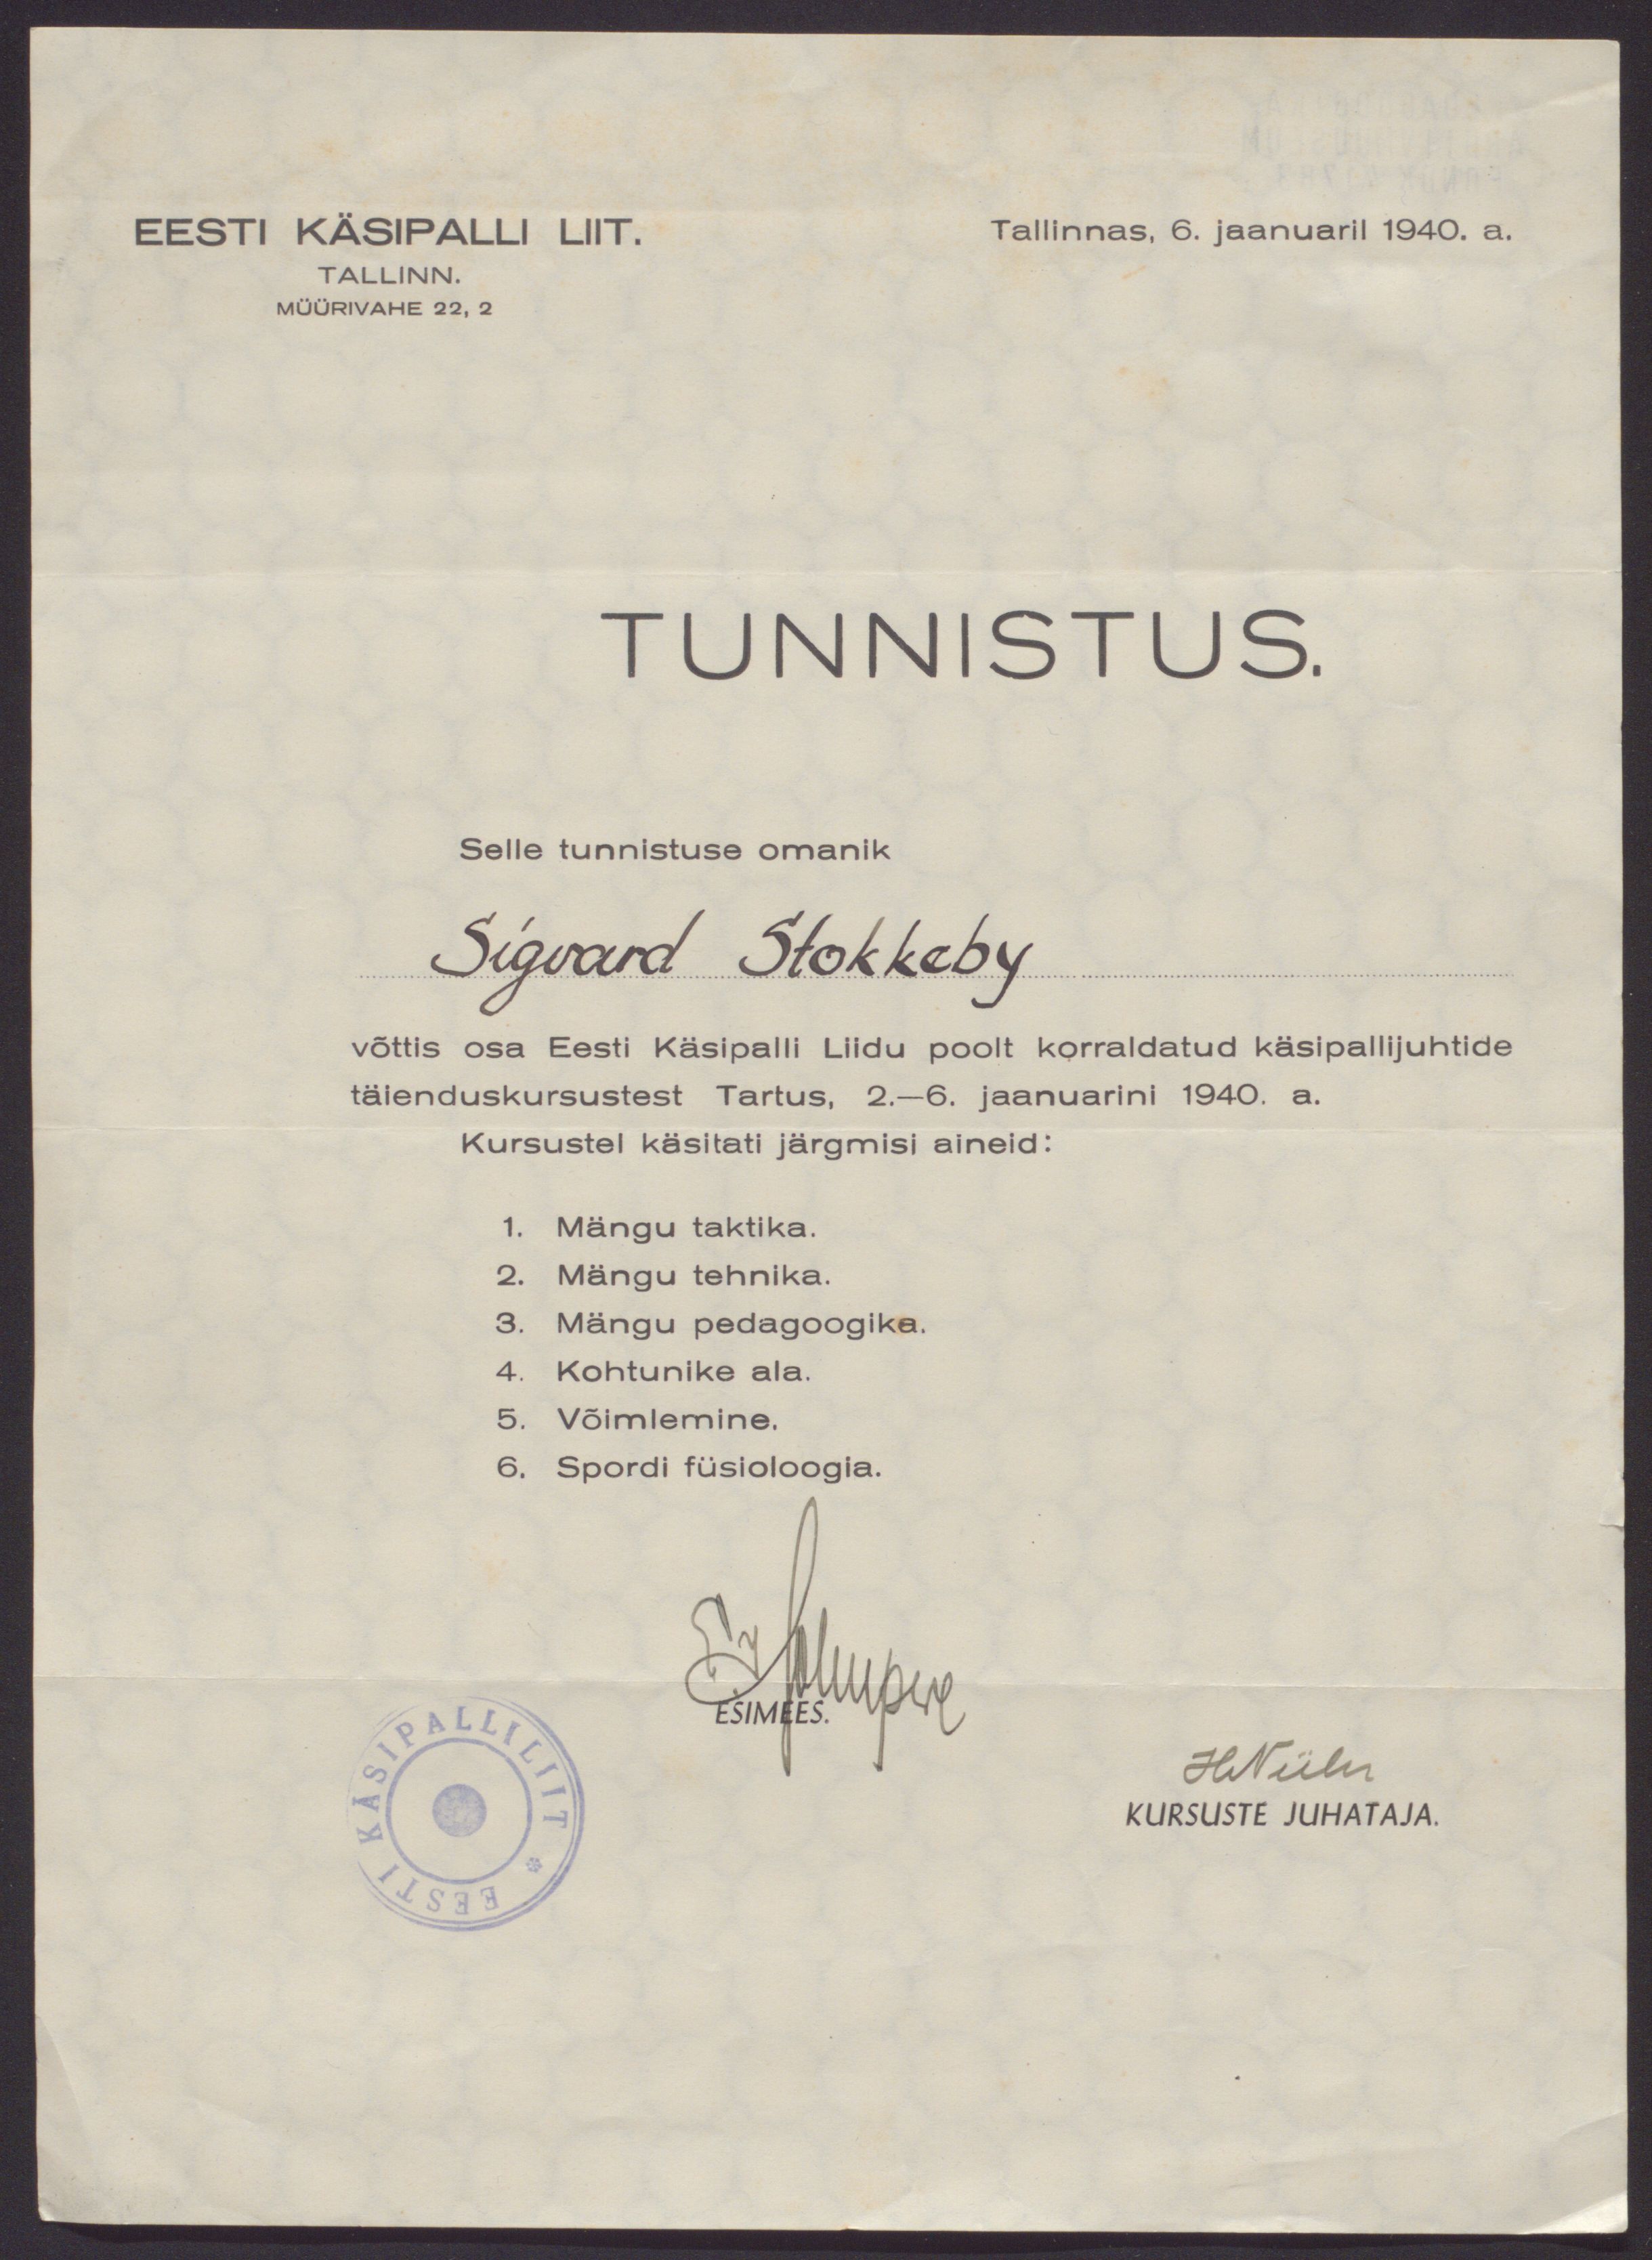 EESTI KÄSIPALLI LIIT.
TALLINN.
MÜÜRIVAHE 22, 2
Tallinnas, 6. jaanuaril 1940. a.
TUNNISTUS.
Selle tunnistuse omanik
Sigvard Stokkeby
võttis osa Eesti Käsipalli Liidu poolt korraldatud käsipallijuhtide
täienduskursustest Tartus, 2.—6. jaanuarini 1940. a.
Kursustel käsitati järgmisi aineid:
1. Mängu taktika.
2. Mängu tehnika.
3. Mängu pedagoogika.
4. Kohtunike ala.
5. Võimlemine.
6. Spordi füsioloogia.
ESIMEES.
EESTI KÄSIPALLILIIT *
KURSUSTE JUHATAJA.